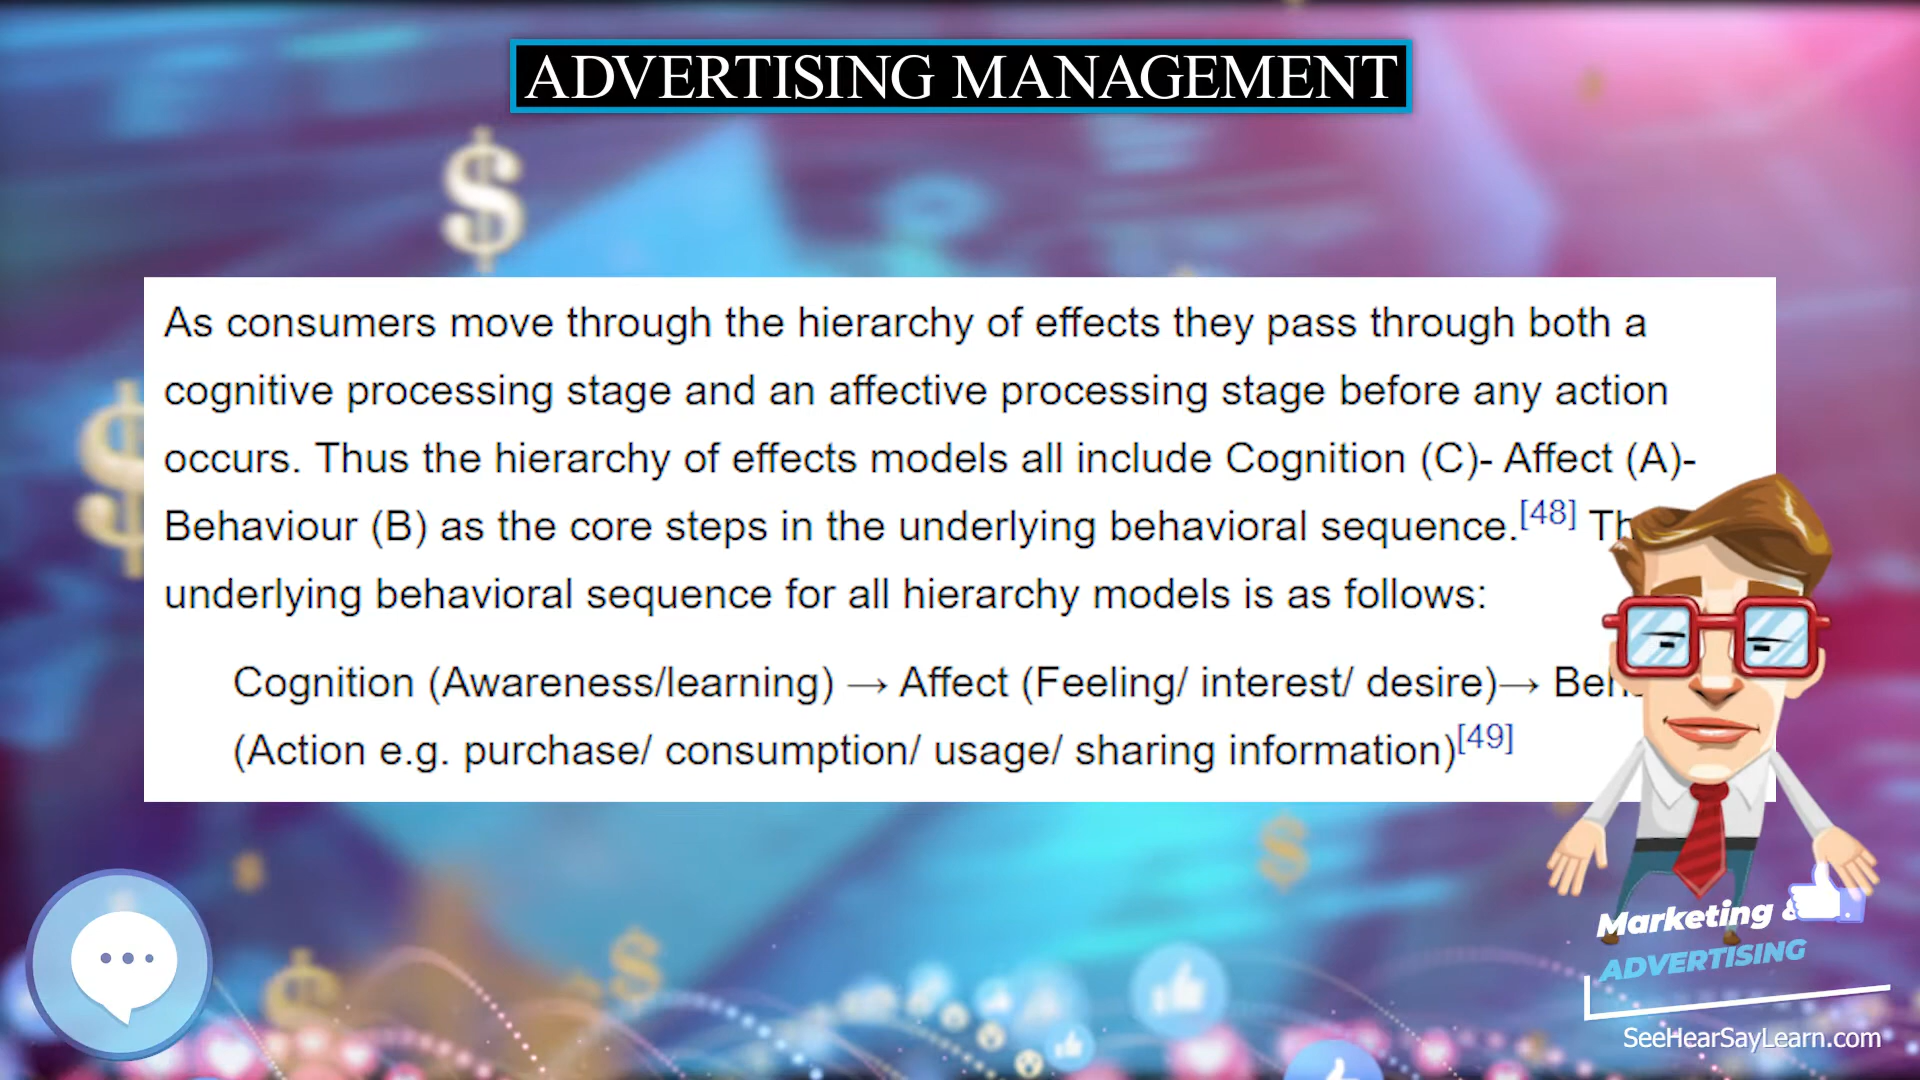 ADVERTISING MANAGEMENT
As consumers move through the hierarchy of effects they pass through both a
cognitive processing stage and an affective processing stage before any action
occurs. Thus the hierarchy of effects models all include Cognition (C)- Affect (A)-
Behaviour (B) as the core steps in the underlying behavioral sequence.[48]
underlying behavioral sequence for all hierarchy models is as follows:
Cognition (Awareness/learning) → Affect (Feeling/ interest/ desire)→
(Action e.g. purchase/ consumption/ usage/ sharing information)[49]
Marketing &
ADVERTISING
SeeHearSayLearn.com